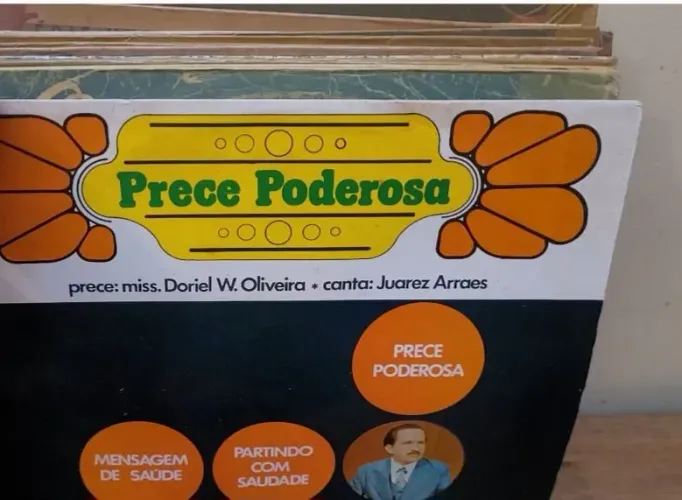 Prece Poderosa
prece: miss. Doriel W. Oliveira * canta: Juarez Arraes
PRECE
PODEROSA
MENSAGEM
DE SAÚDE
PARTINDO
COM
SAUDADE